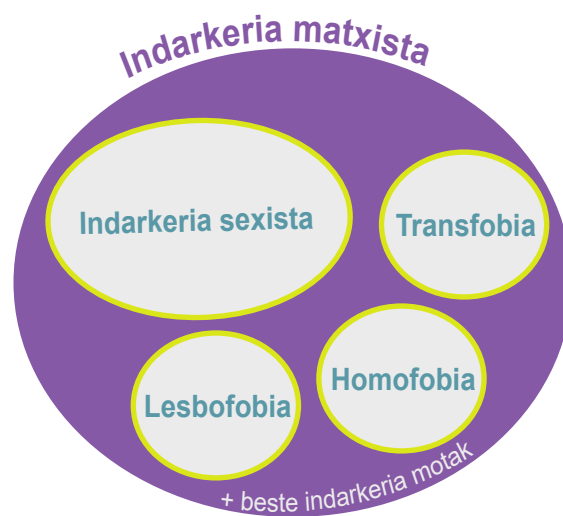 Indarkeria matxista
Indarkeria sexista
Transfobia
Lesbofobia
Homofobia
+ beste indarkeria motak